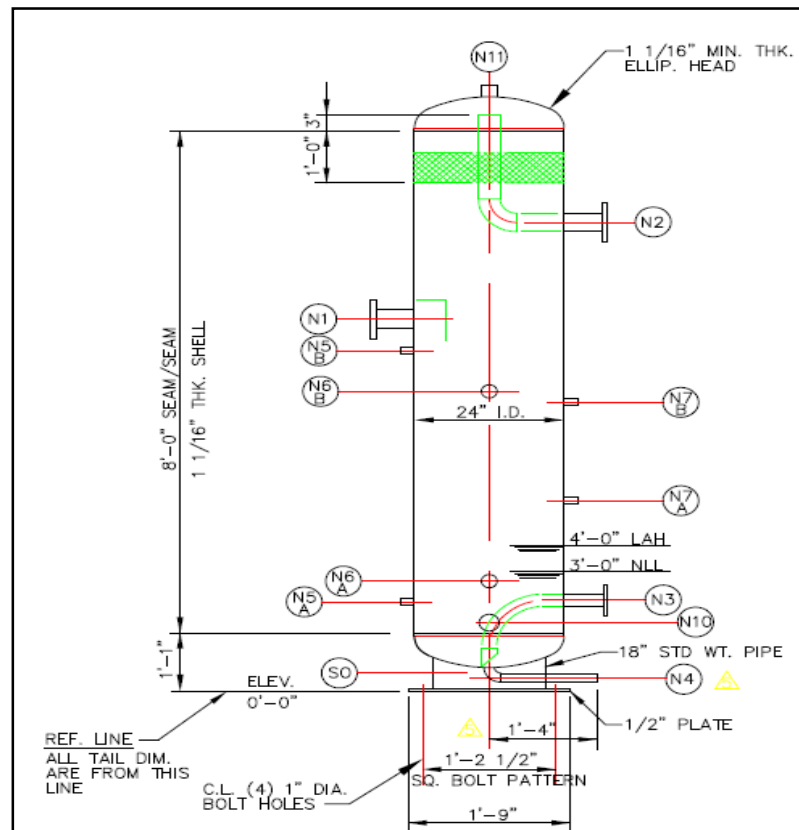 N11
1 1/16" MIN. THK.
ELLIP. HEAD
3"
1'-0"
N2
N1
N5
B
N6
B
N7
B
24" I.D.
8'-0" SEAM/SEAM
1 1/16" THK. SHELL
N7
A
4'-0" LAH
3'-0" NLL
N6
A
N5
A
N3
N10
1'-1"
18" STD WT. PIPE
SO
ELEV.
0'-0"
N4
5
5
1'-4"
1/2" PLATE
REF. LINE
ALL TAIL DIM.
ARE FROM THIS
LINE
1'-2 1/2"
SQ. BOLT PATTERN
C.L. (4) 1" DIA.
BOLT HOLES
1'-9"